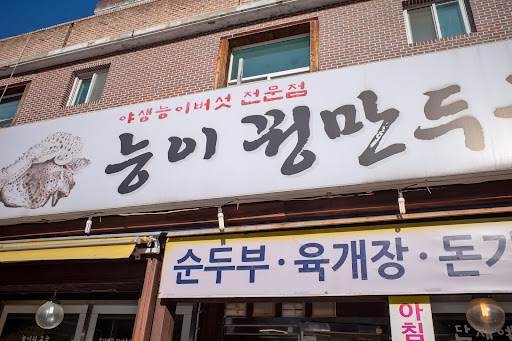 야생능이버섯 전문점
능이 꿩만두
순두부·육개장·돈가
아침